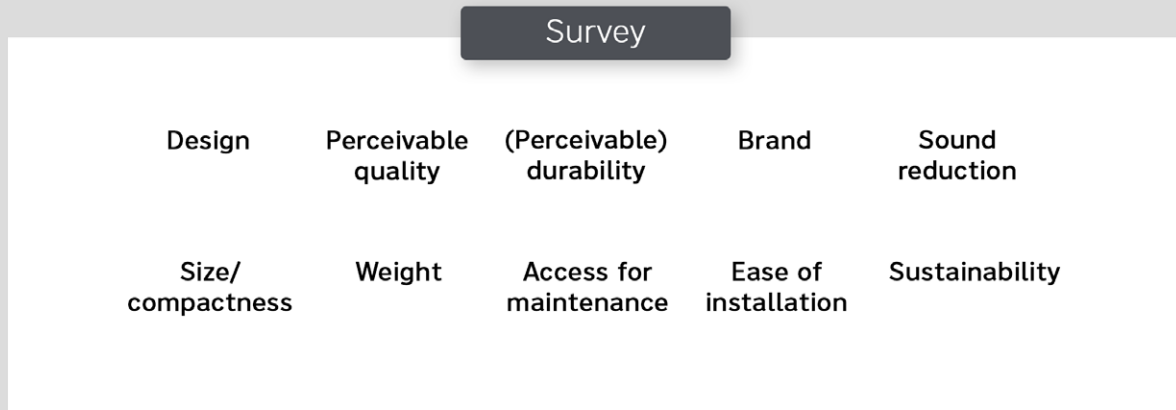 Survey
Design
Perceivable
quality
(Perceivable)
durability
Brand
Sound
reduction
Size/
compactness
Weight
Access for
maintenance
Ease of
installation
Sustainability